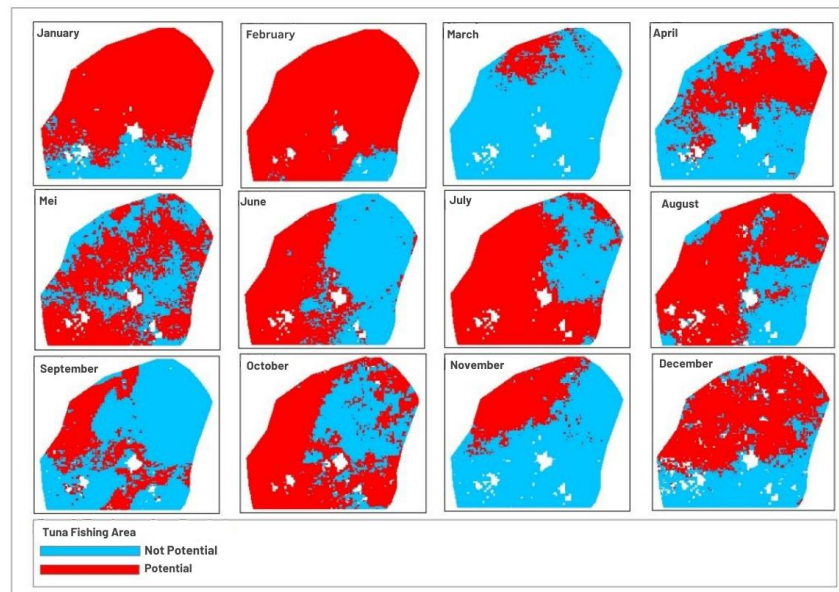 January
February
March
April
Mei
June
July
August
September
October
November
December
Tuna Fishing Area
Not Potential
Potential